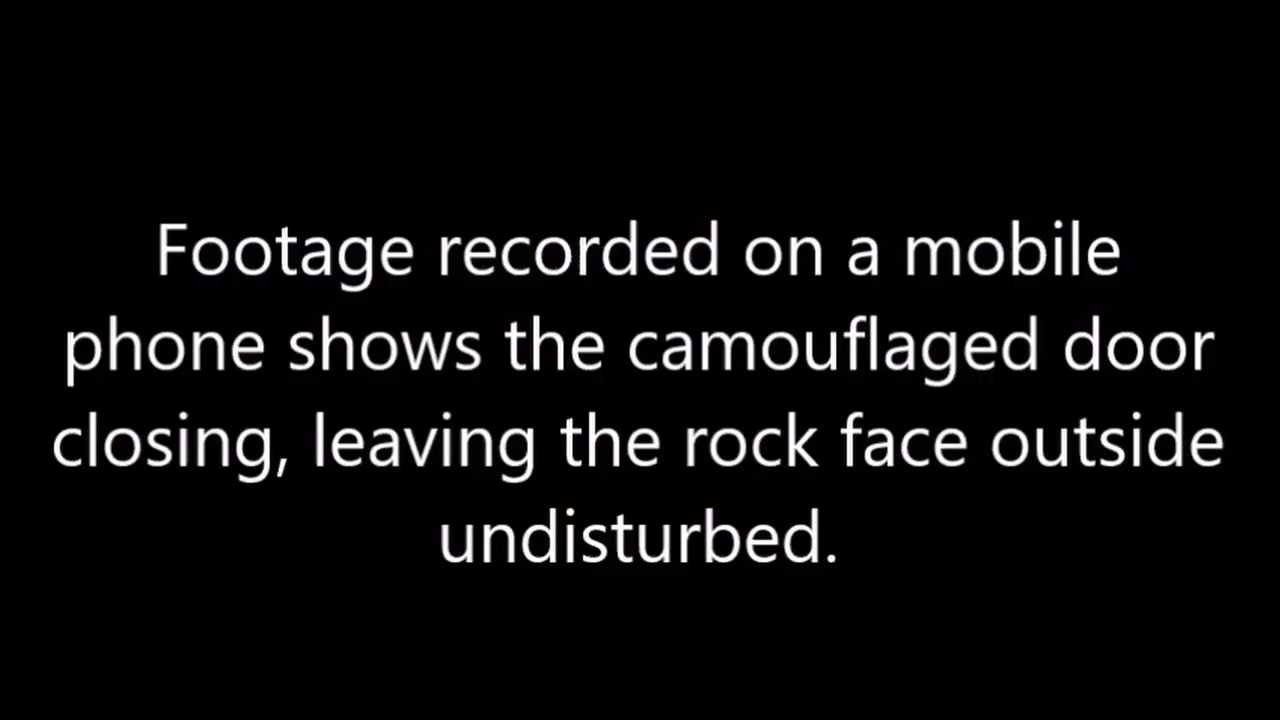 Footage recorded on a mobile
phone shows the camouflaged door
closing, leaving the rock face outside
undisturbed.